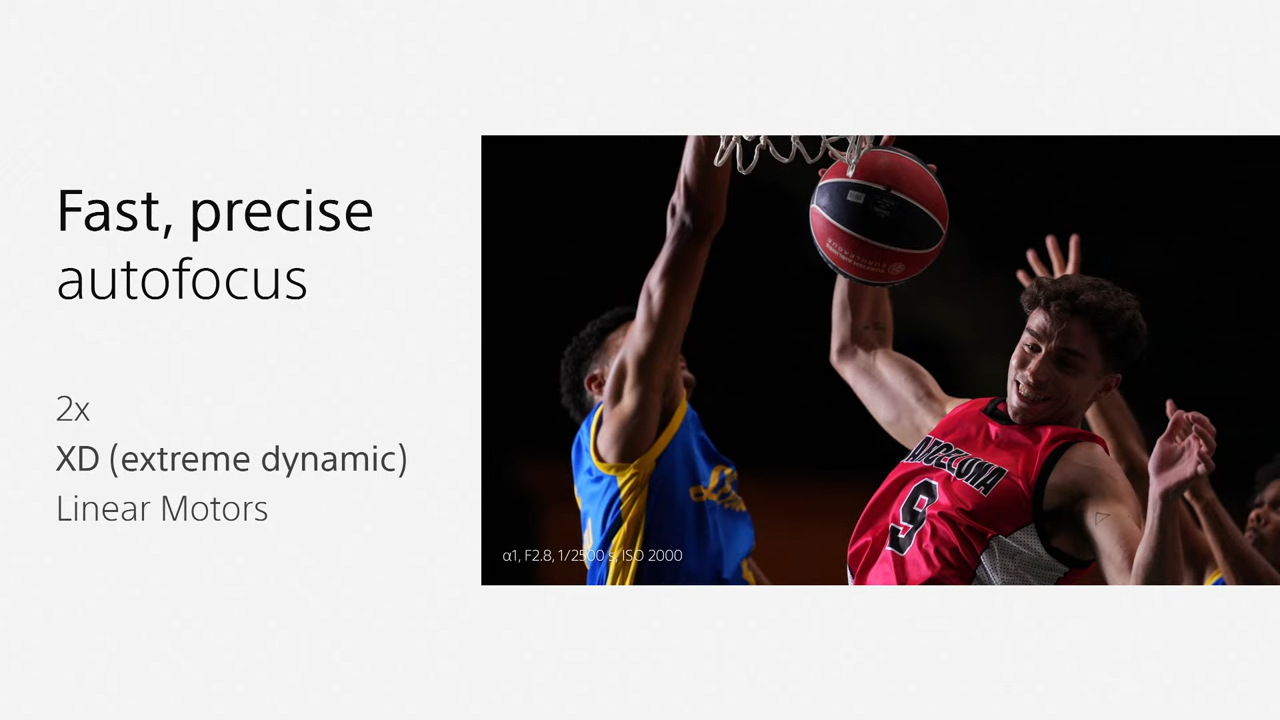 Fast, precise
autofocus
2x
XD (extreme dynamic)
Linear Motors
9
α1, F2.8, 1/2500 s, ISO 2000